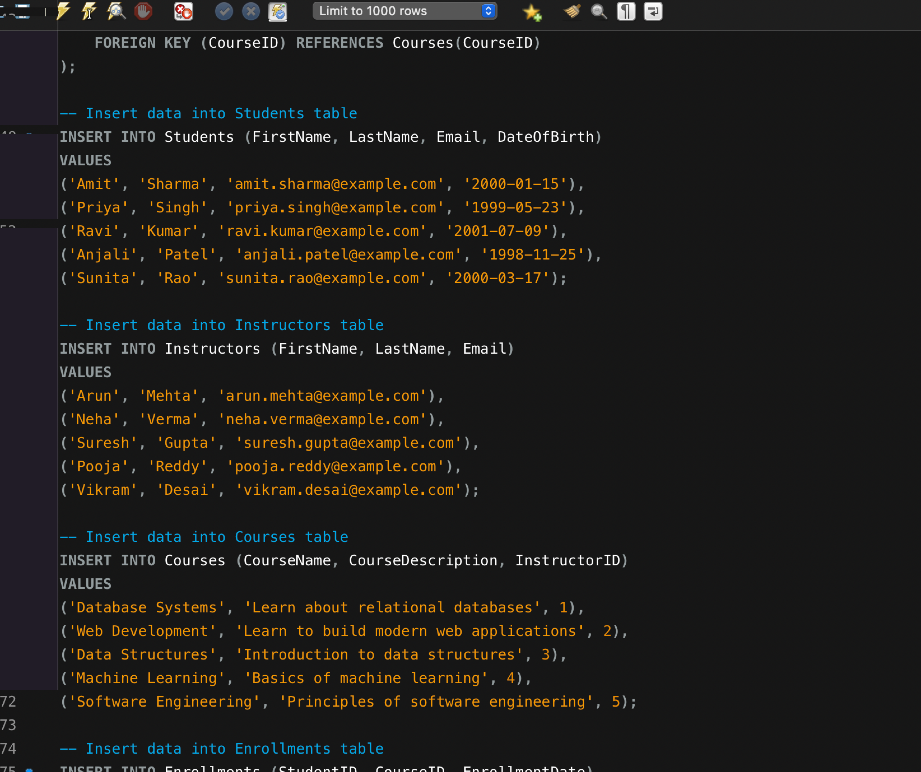 Limit to 1000 rows
FOREIGN KEY (CourseID) REFERENCES Courses(CourseID)
);
-- Insert data into Students table
INSERT INTO Students (FirstName, LastName, Email, DateOfBirth)
VALUES
('Amit', 'Sharma', 'amit.sharma@example.com', '2000-01-15'),
('Priya', 'Singh', 'priya.singh@example.com', '1999-05-23'),
('Ravi', 'Kumar', 'ravi.kumar@example.com', '2001-07-09'),
('Anjali', 'Patel', 'anjali.patel@example.com', '1998-11-25'),
('Sunita', 'Rao', 'sunita.rao@example.com', '2000-03-17');
-- Insert data into Instructors table
INSERT INTO Instructors (FirstName, LastName, Email)
VALUES
('Arun', 'Mehta', 'arun.mehta@example.com'),
('Neha', 'Verma', 'neha.verma@example.com'),
('Suresh', 'Gupta', 'suresh.gupta@example.com'),
('Pooja', 'Reddy', 'pooja.reddy@example.com'),
('Vikram', 'Desai', 'vikram.desai@example.com');
-- Insert data into Courses table
INSERT INTO Courses (CourseName, CourseDescription, InstructorID)
VALUES
('Database Systems', 'Learn about relational databases', 1),
('Web Development', 'Learn to build modern web applications', 2),
('Data Structures', 'Introduction to data structures', 3),
('Machine Learning', 'Basics of machine learning', 4),
72 ('Software Engineering', 'Principles of software engineering', 5);
73
74 -- Insert data into Enrollments table
75 INSERT INTO Enrollments (StudentID, CourseID, EnrollmentDate)